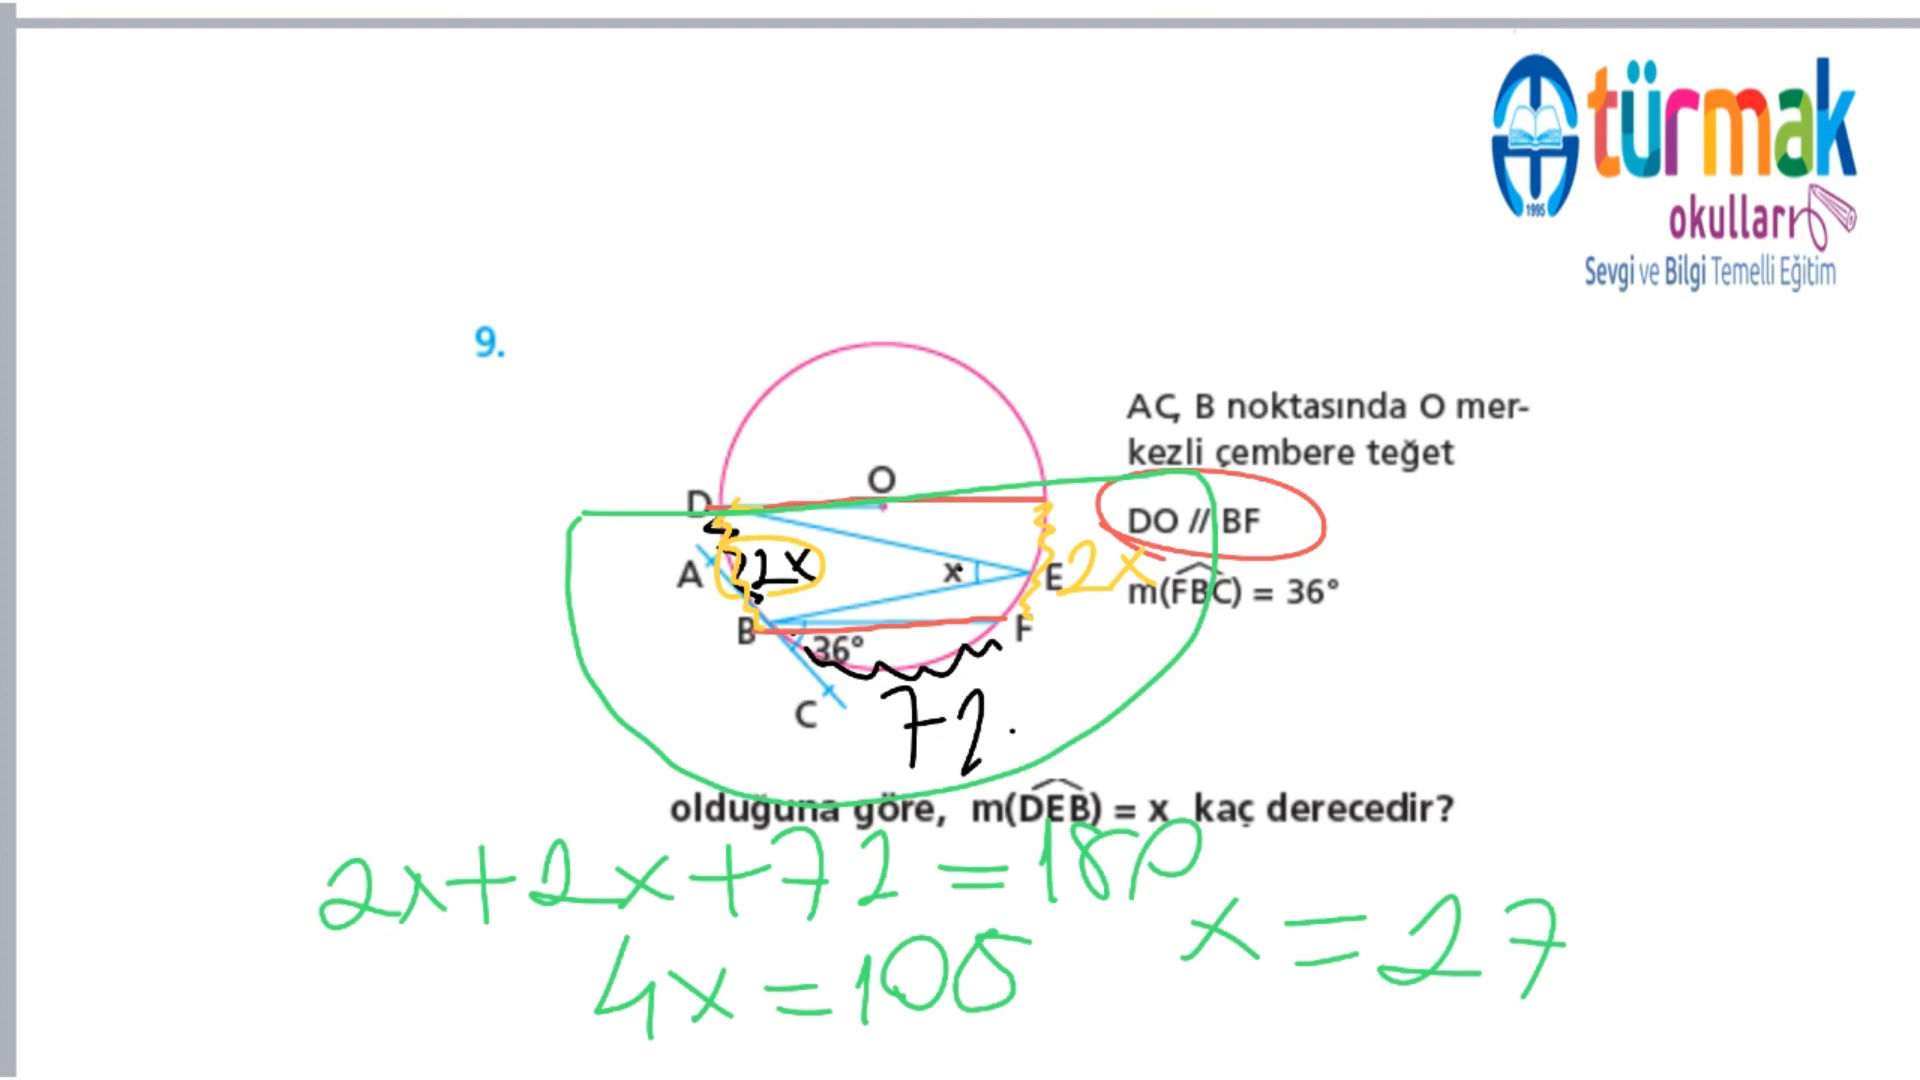 türmak
okulları
1995
Sevgi ve Bilgi Temelli Eğitim
9.
AC, B noktasında O mer-
kezli çembere teğet
DO // BF
m(FBC) = 36°
O
D
A
2x
x
E
2x
B
36°
F
C
72
olduğuna göre, m(DEB) = x kaç derecedir?
2x+2x+72=180
4x=108
x=27